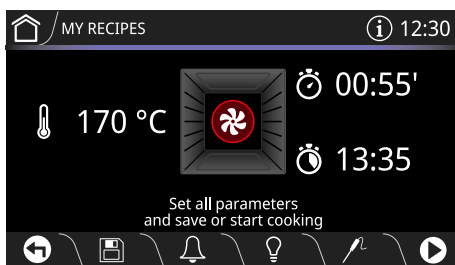 MY RECIPES
i 12:30
170 °C
00:55'
13:35
Set all parameters
and save or start cooking